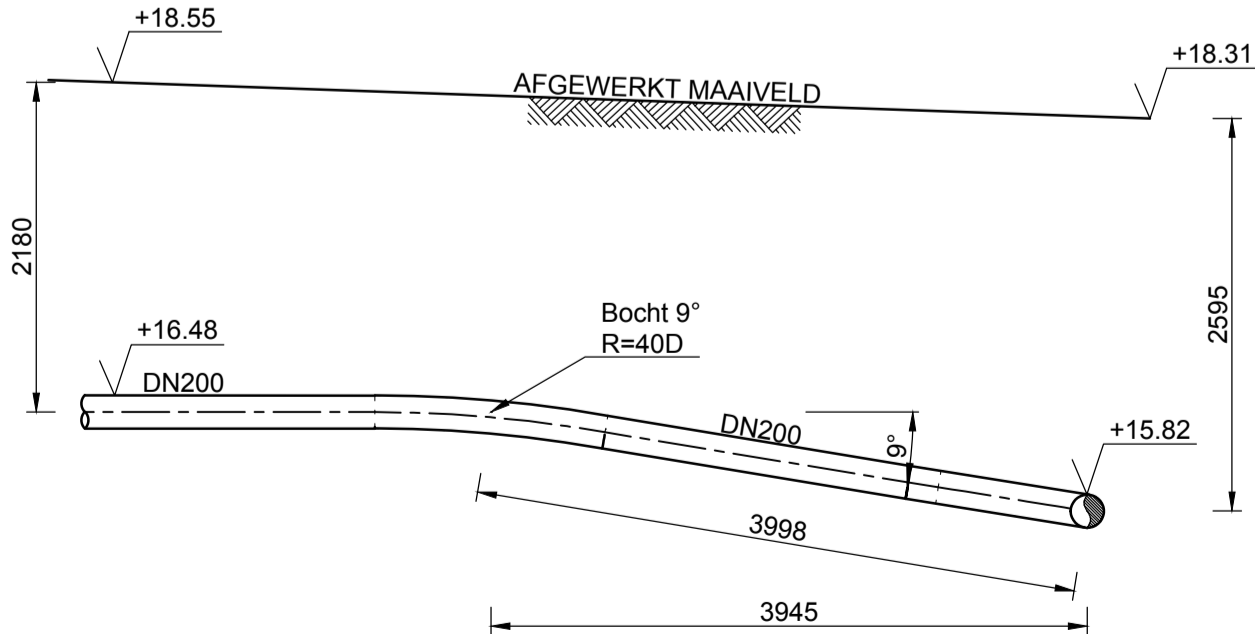 +18.55
+18.31
AFGEWERKT MAAIVELD
2180
2595
+16.48
Bocht 9°
R=40D
DN200
DN200
9°
+15.82
3998
3945